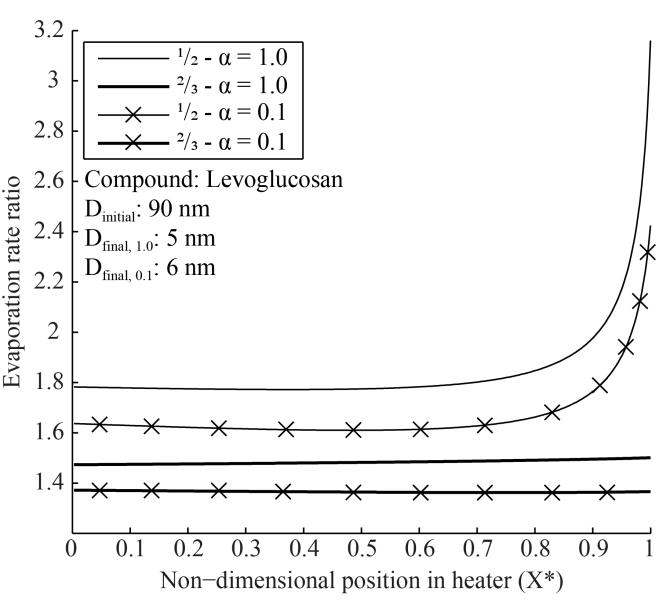 3.2
3
2.8
2.6
2.4
2.2
2
1.8
1.6
1.4
Evaporation rate ratio
1/2 - α = 1.0
2/3 - α = 1.0
1/2 - α = 0.1
2/3 - α = 0.1
Compound: Levoglucosan
Dinitial: 90 nm
Dfinal, 1.0: 5 nm
Dfinal, 0.1: 6 nm
0 0.1 0.2 0.3 0.4 0.5 0.6 0.7 0.8 0.9 1
Non−dimensional position in heater (X*)